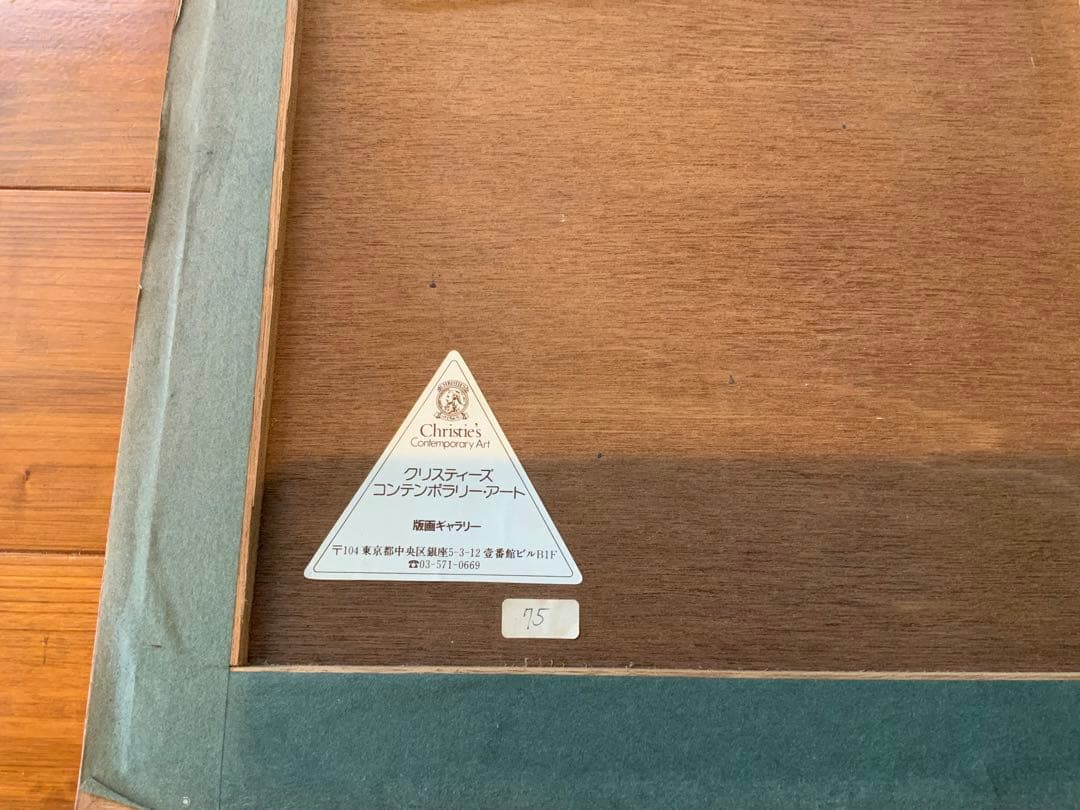 CHRISTIE'S
Christie's
Contemporary Art
クリスティーズ
コンテンポラリー・アート
版画ギャラリー
〒104 東京都中央区銀座5-3-12 壹番館ビルB1F
☎03-571-0669
75